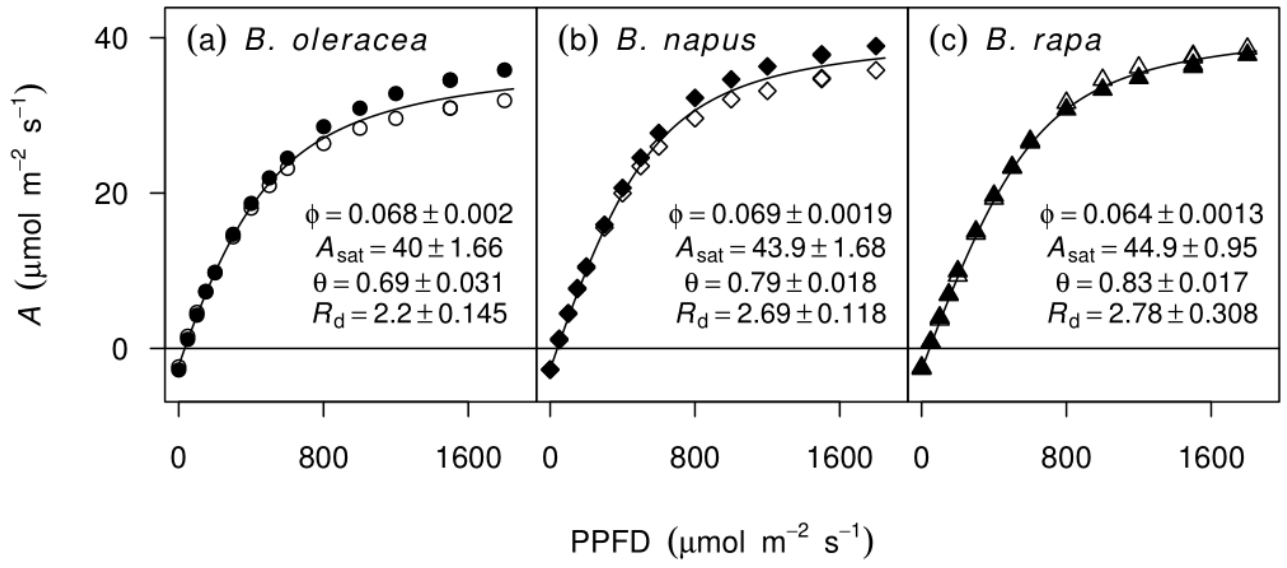 (a) B. oleracea
(b) B. napus
(c) B. rapa
A (μmol m⁻² s⁻¹)
40
20
0
ϕ = 0.068 ± 0.002
A_sat = 40 ± 1.66
θ = 0.69 ± 0.031
R_d = 2.2 ± 0.145
ϕ = 0.069 ± 0.0019
A_sat = 43.9 ± 1.68
θ = 0.79 ± 0.018
R_d = 2.69 ± 0.118
ϕ = 0.064 ± 0.0013
A_sat = 44.9 ± 0.95
θ = 0.83 ± 0.017
R_d = 2.78 ± 0.308
0 800 1600 0 800 1600 0 800 1600
PPFD (μmol m⁻² s⁻¹)